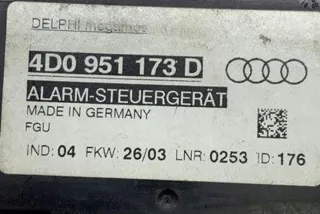 DELPHI megamos
4D0 951 173 D
ALARM-STEUERGERÄT
MADE IN GERMANY
FGU
IND: 04 FKW: 26/03 LNR: 0253 ID: 176